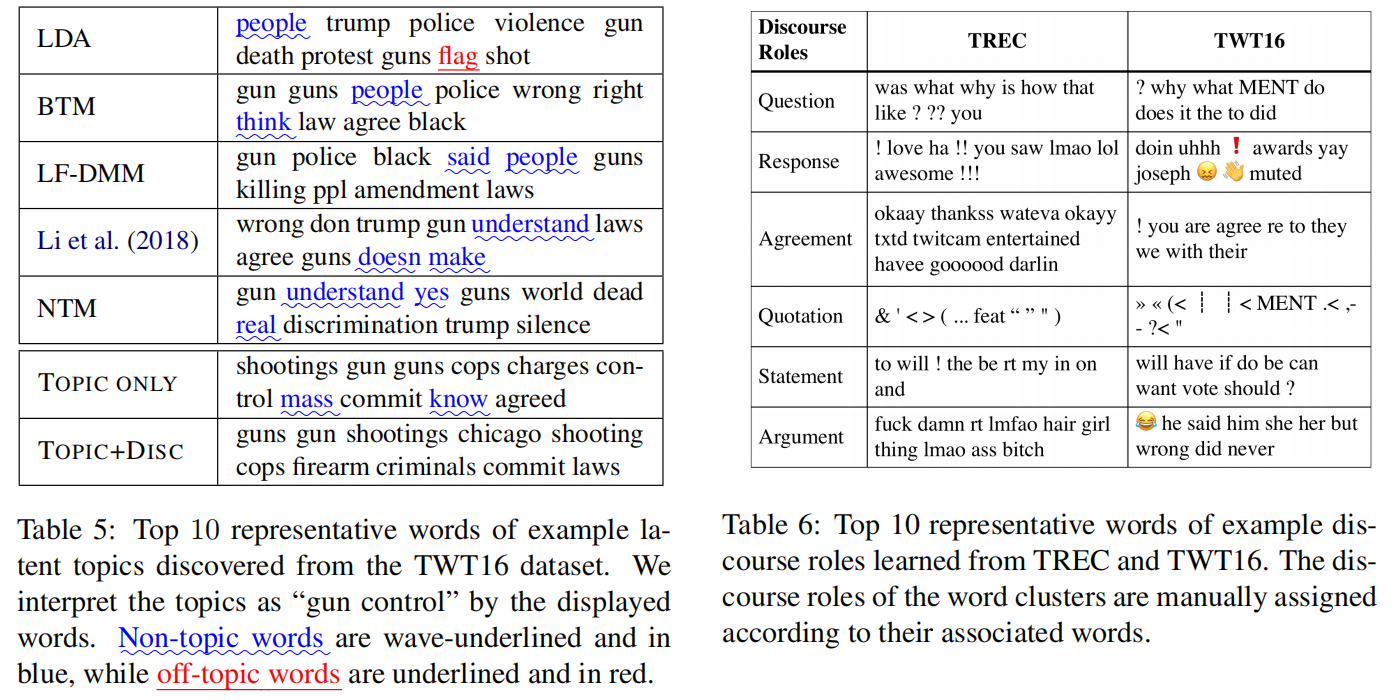 LDA
people trump police violence gun
death protest guns flag shot
BTM
gun guns people police wrong right
think law agree black
LF-DMM
gun police black said people guns
killing ppl amendment laws
Li et al. (2018)
wrong don trump gun understand laws
agree guns doesn make
NTM
gun understand yes guns world dead
real discrimination trump silence
TOPIC ONLY
shootings gun guns cops charges con-
trol mass commit know agreed
TOPIC+DISC
guns gun shootings chicago shooting
cops firearm criminals commit laws
Table 5: Top 10 representative words of example la-
tent topics discovered from the TWT16 dataset. We
interpret the topics as “gun control” by the displayed
words. Non-topic words are wave-underlined and in
blue, while off-topic words are underlined and in red.
Discourse
Roles
TREC
TWT16
Question
was what why is how that
like ? ?? you
? why what MENT do
does it the to did
Response
! love ha !! you saw lmao lol
awesome !!!
doin uhhh ❗ awards yay
joseph 😖 👋 muted
Agreement
okaay thankss wateva okayy
txtd twitcam entertained
havee goooood darlin
! you are agree re to they
we with their
Quotation
& ' < > ( ... feat “ ” " )
» « (< ┆ ┆ < MENT .< ,-
- ?< "
Statement
to will ! the be rt my in on
and
will have if do be can
want vote should ?
Argument
fuck damn rt lmfao hair girl
thing lmao ass bitch
😂 he said him she her but
wrong did never
Table 6: Top 10 representative words of example dis-
course roles learned from TREC and TWT16. The dis-
course roles of the word clusters are manually assigned
according to their associated words.